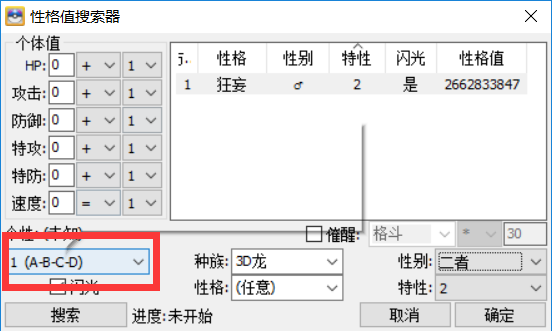 性格值搜索器
个体值
HP: 0 + 1
攻击: 0 + 1
防御: 0 + 1
特攻: 0 + 1
特防: 0 + 1
速度: 0 = 1
性格 性别 特性 闪光 性格值
1 狂妄 ♂ 2 是 2662833847
个性: (未知)
催醒: 格斗 * 30
1 (A-B-C-D)
种族: 3D龙
性别: 二者
闪光
性格: (任意)
特性: 2
搜索
进度:未开始
取消
确定